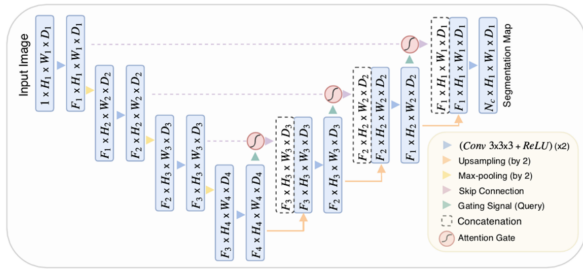 Input Image
1 x H₁ x W₁ x D₁
F₁ x H₁ x W₁ x D₁
F₁ x H₂ x W₂ x D₂
F₂ x H₂ x W₂ x D₂
F₂ x H₃ x W₃ x D₃
F₃ x H₃ x W₃ x D₃
F₃ x H₄ x W₄ x D₄
F₄ x H₄ x W₄ x D₄
F₃ x H₃ x W₃ x D₃
F₃ x H₃ x W₃ x D₃
F₂ x H₃ x W₃ x D₃
F₂ x H₂ x W₂ x D₂
F₂ x H₂ x W₂ x D₂
F₁ x H₂ x W₂ x D₂
F₁ x H₁ x W₁ x D₁
F₁ x H₁ x W₁ x D₁
N_c x H₁ x W₁ x D₁
Segmentation Map
(Conv 3x3x3 + ReLU) (x2)
Upsampling (by 2)
Max-pooling (by 2)
Skip Connection
Gating Signal (Query)
Concatenation
Attention Gate